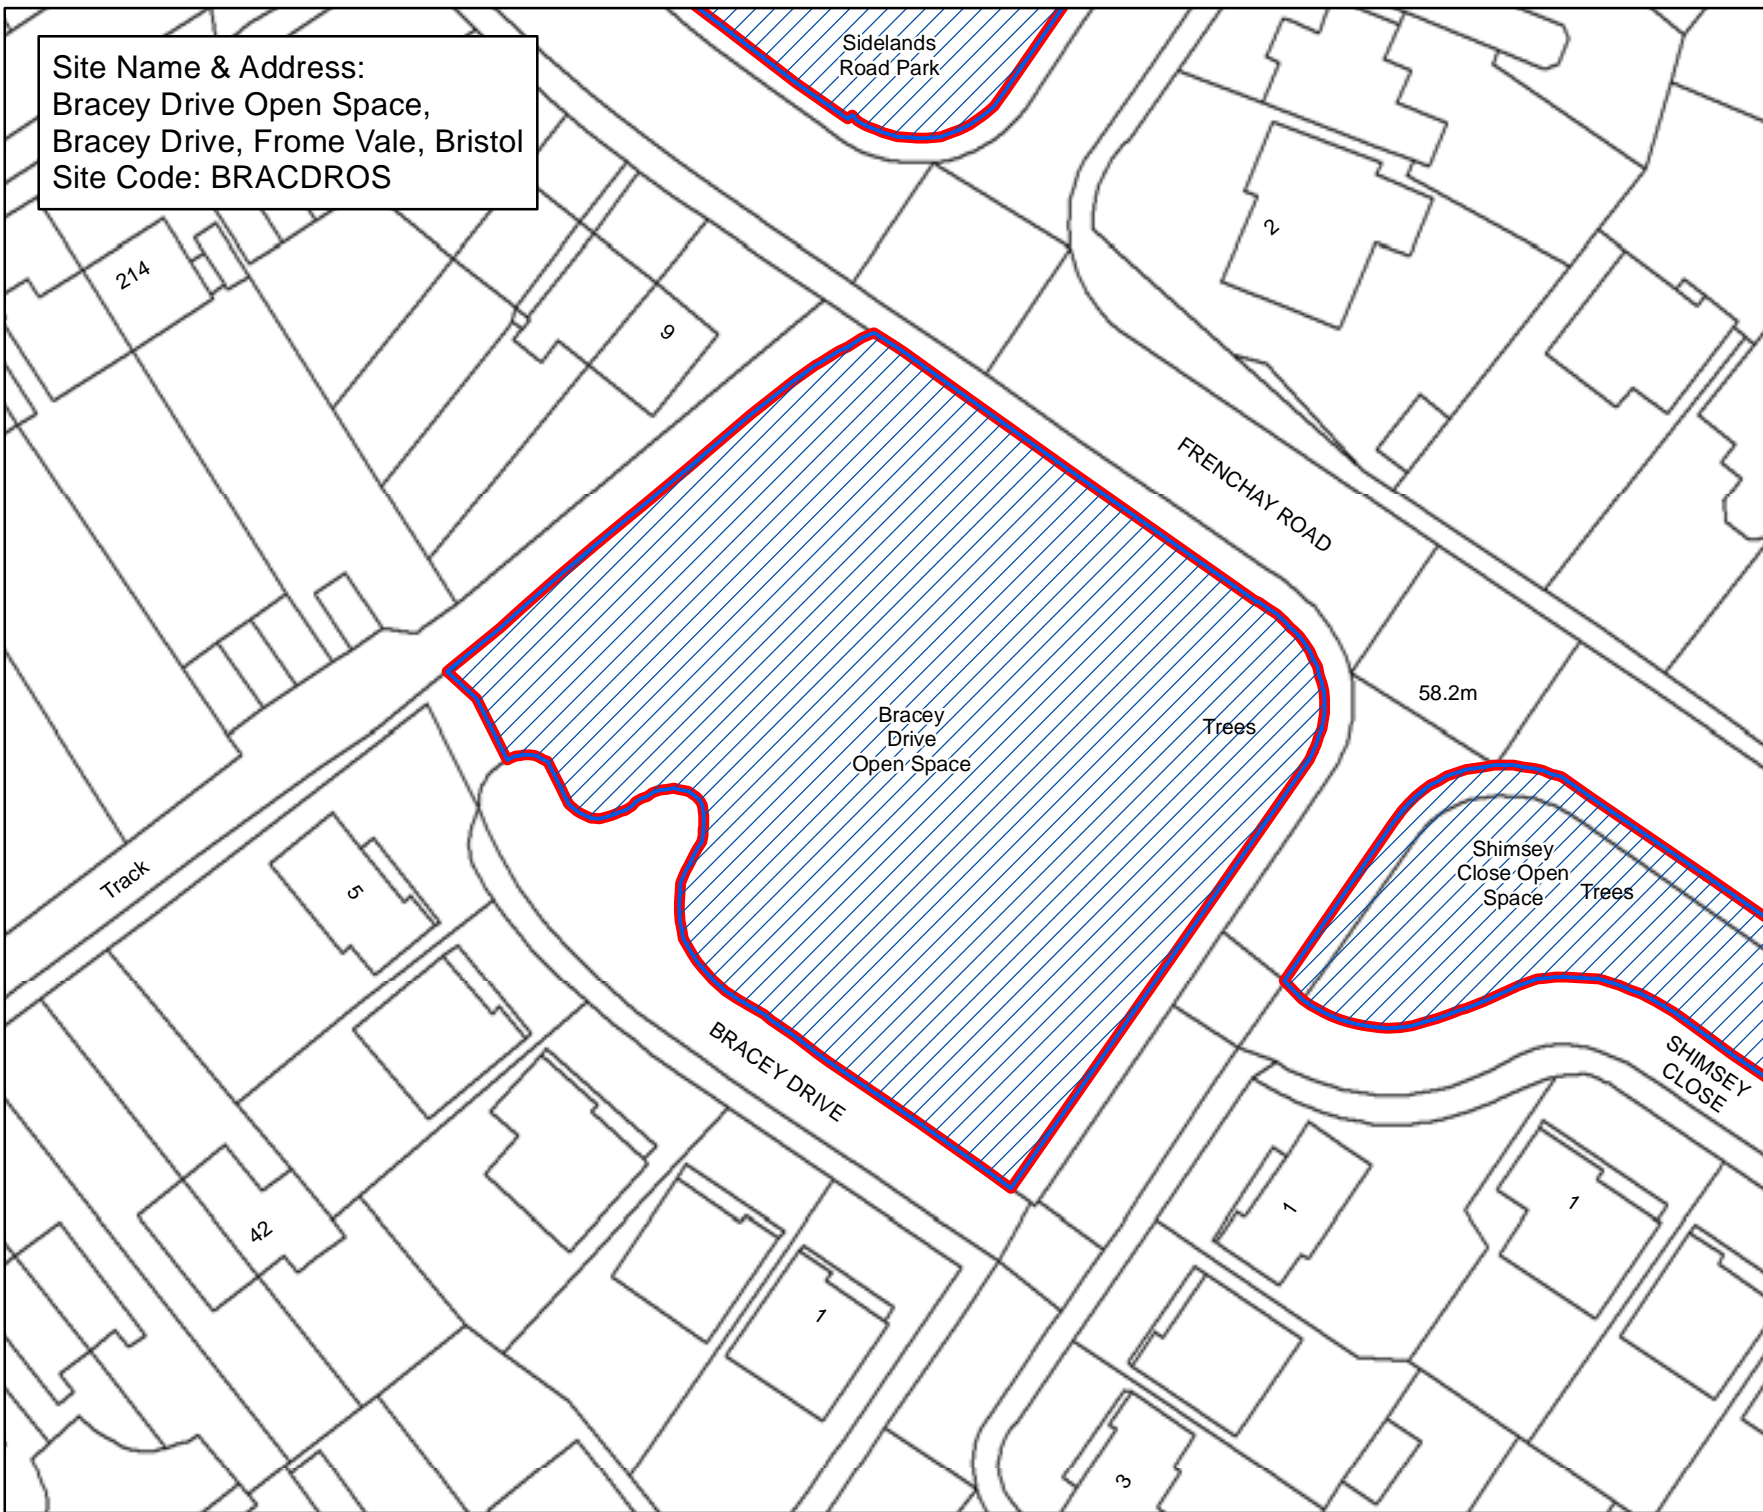 Site Name & Address:
Bracey Drive Open Space,
Bracey Drive, Frome Vale, Bristol
Site Code: BRACDROS
Sidelands
Road Park
2
214
9
FRENCHAY ROAD
58.2m
Bracey
Drive
Open Space
Trees
Shimsey
Close Open
Space
Trees
Track
5
BRACEY DRIVE
SHIMSEY
CLOSE
42
1
1
1
3